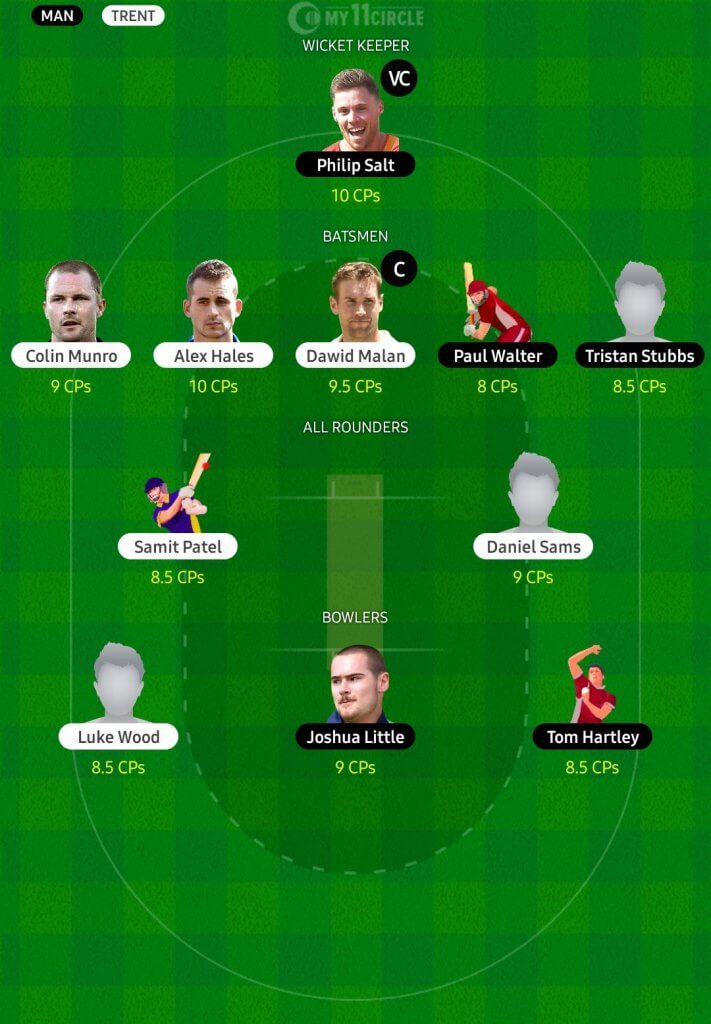 MAN TRENT
MY11CIRCLE
WICKET KEEPER
VC
Philip Salt
10 CPs
BATSMEN
C
Colin Munro Alex Hales Dawid Malan Paul Walter Tristan Stubbs
9 CPs 10 CPs 9.5 CPs 8 CPs 8.5 CPs
ALL ROUNDERS
Samit Patel Daniel Sams
8.5 CPs 9 CPs
BOWLERS
Luke Wood Joshua Little Tom Hartley
8.5 CPs 9 CPs 8.5 CPs